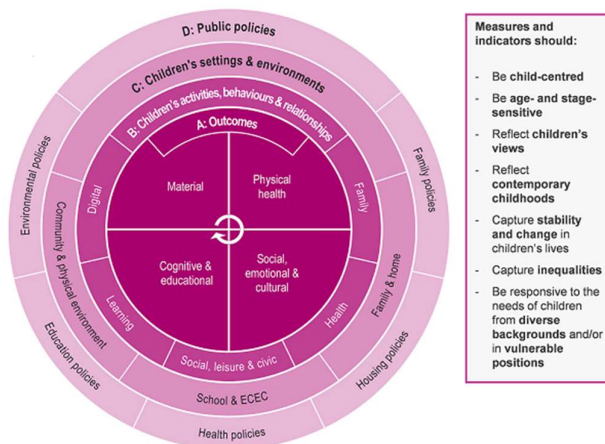 D: Public policies
C: Children's settings & environments
B: Children's activities, behaviours & relationships
A: Outcomes
Material
Physical
health
Cognitive &
educational
Social,
emotional &
cultural
Digital
Family
Learning
Health
Social, leisure & civic
Community & physical environment
Family & home
School & ECEC
Environmental policies
Family policies
Education policies
Housing policies
Health policies
Measures and
indicators should:
- Be child-centred
- Be age- and stage-
sensitive
- Reflect children's
views
- Reflect
contemporary
childhoods
- Capture stability
and change in
children's lives
- Capture inequalities
- Be responsive to the
needs of children
from diverse
backgrounds and/or
in vulnerable
positions